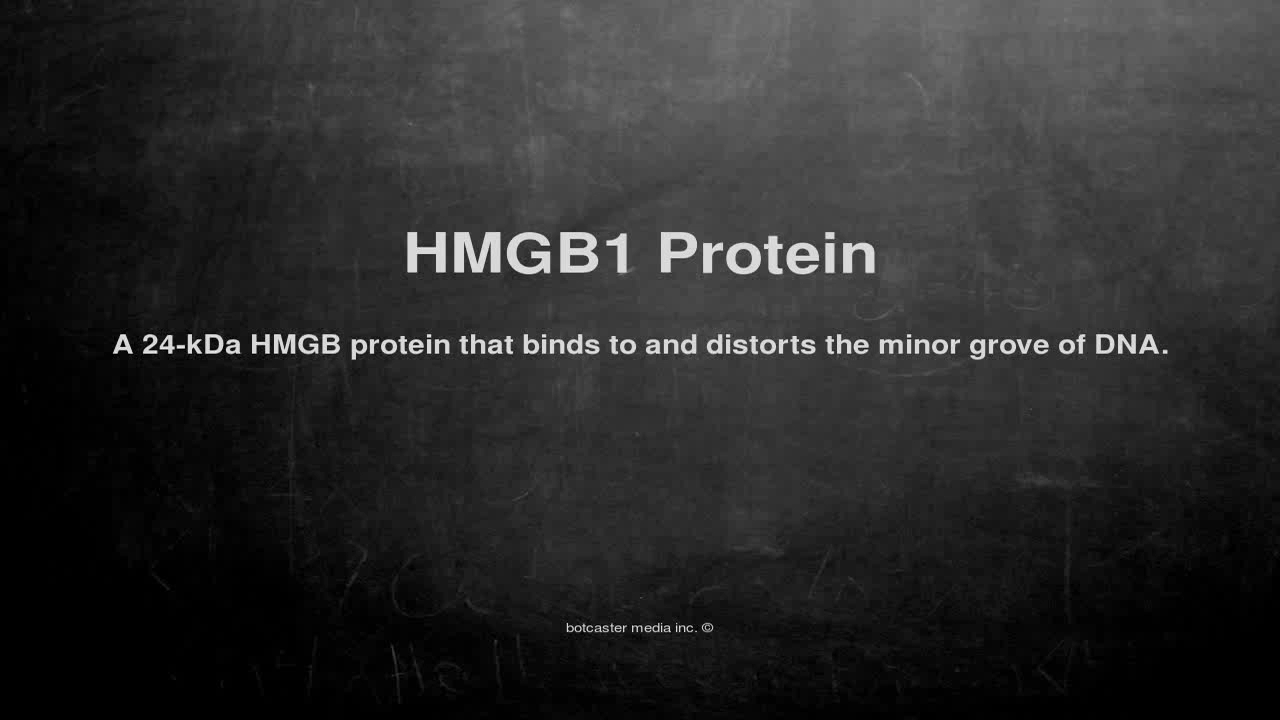 HMGB1 Protein
A 24-kDa HMGB protein that binds to and distorts the minor grove of DNA.
botcaster media inc. ©